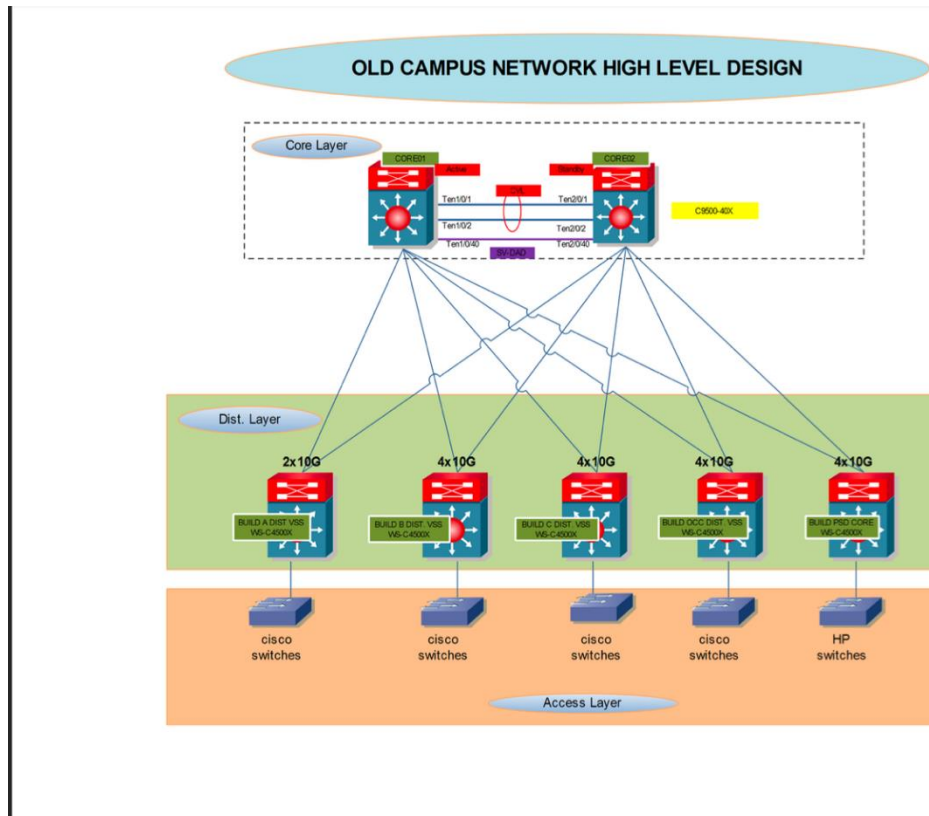 OLD CAMPUS NETWORK HIGH LEVEL DESIGN
Core Layer
CORE01
CORE02
Active
Standby
SVL
Ten1/0/1
Ten2/0/1
C9500-40X
Ten1/0/2
Ten2/0/2
Ten1/0/40
Ten2/0/40
SV-DAD
Dist. Layer
2x10G
4x10G
4x10G
4x10G
4x10G
BUILD A DIST. VSS
WS-C4500X
BUILD B DIST. VSS
WS-C4500X
BUILD C DIST. VSS
WS-C4500X
BUILD OCC DIST. VSS
WS-C4500X
BUILD PSD CORE
WS-C4500X
cisco
switches
cisco
switches
cisco
switches
cisco
switches
HP
switches
Access Layer